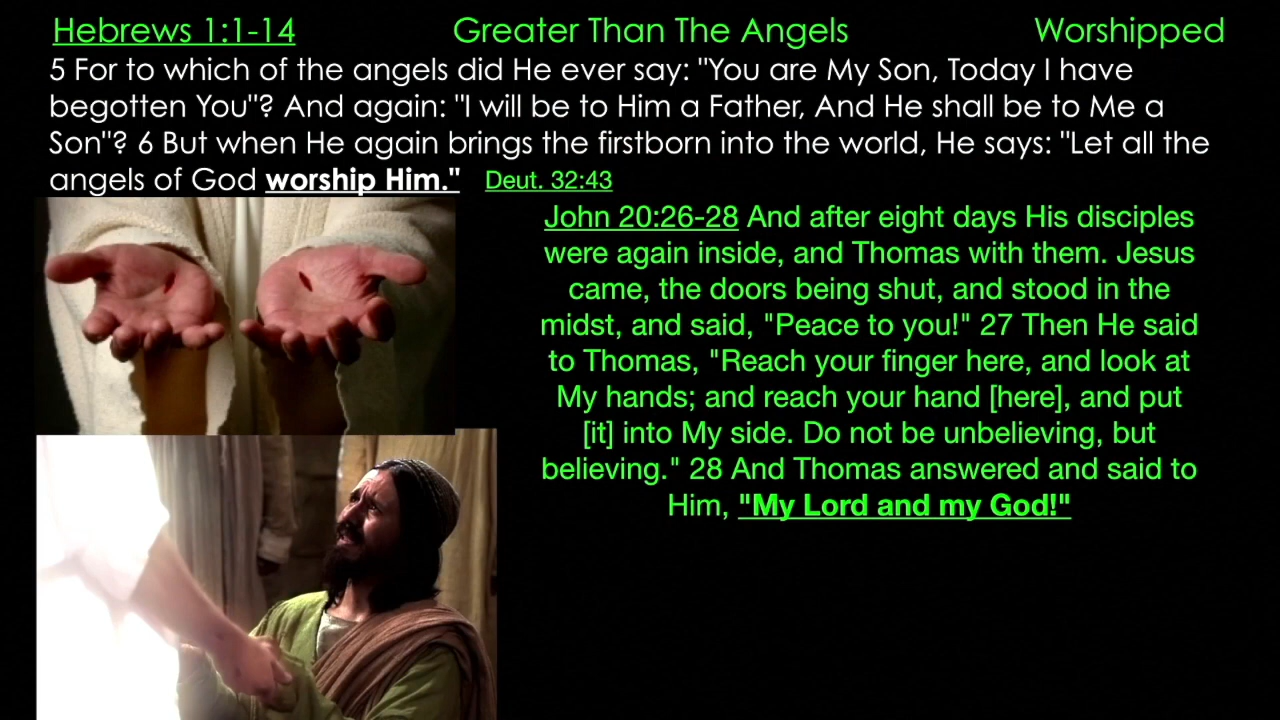 Hebrews 1:1-14 Greater Than The Angels Worshipped
5 For to which of the angels did He ever say: "You are My Son, Today I have
begotten You"? And again: "I will be to Him a Father, And He shall be to Me a
Son"? 6 But when He again brings the firstborn into the world, He says: "Let all the
angels of God worship Him." Deut. 32:43
John 20:26-28 And after eight days His disciples
were again inside, and Thomas with them. Jesus
came, the doors being shut, and stood in the
midst, and said, "Peace to you!" 27 Then He said
to Thomas, "Reach your finger here, and look at
My hands; and reach your hand [here], and put
[it] into My side. Do not be unbelieving, but
believing." 28 And Thomas answered and said to
Him, "My Lord and my God!"